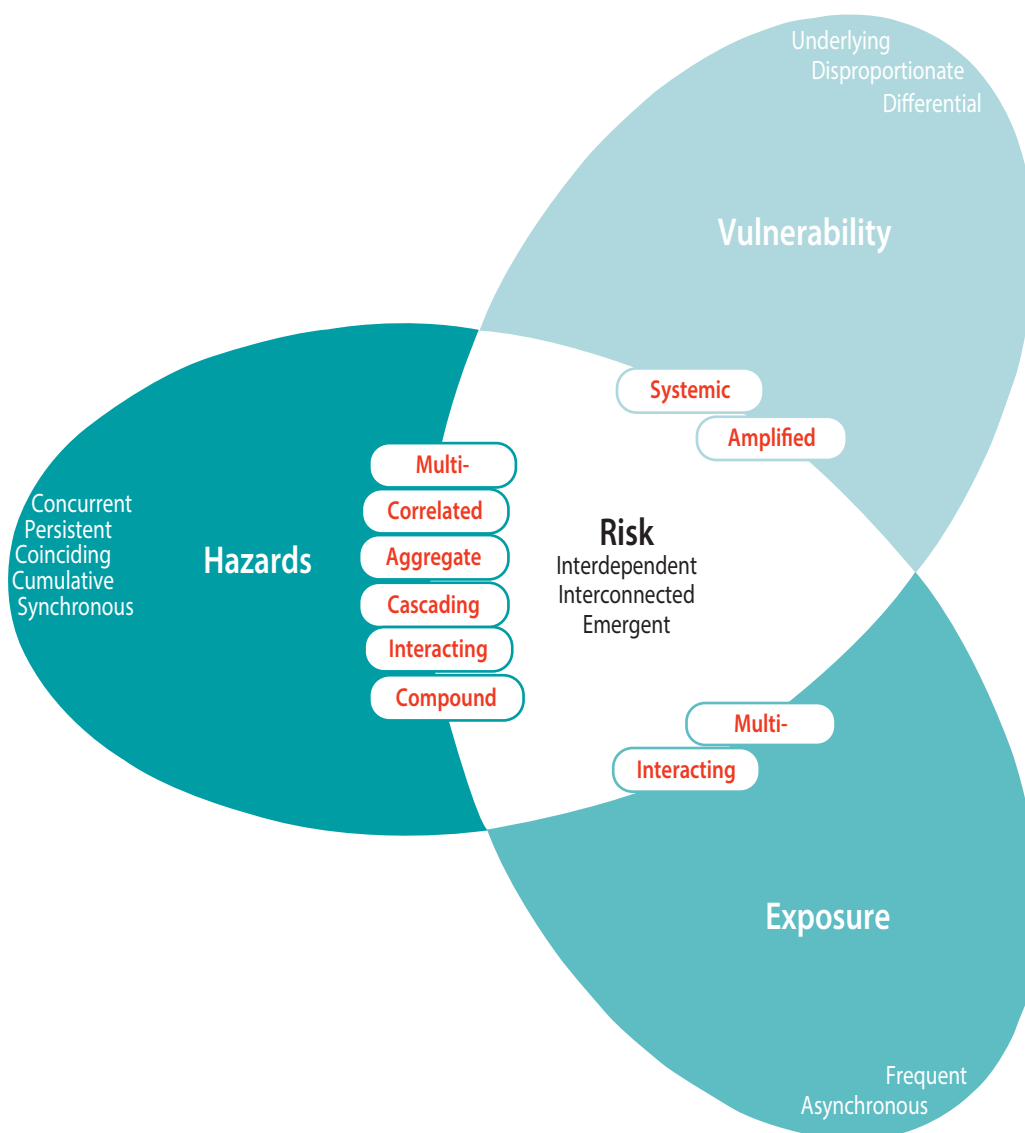 Underlying
Disproportionate
Differential
Vulnerability
Systemic
Amplified
Multi-
Correlated
Aggregate
Cascading
Interacting
Compound
Concurrent
Persistent
Coinciding
Cumulative
Synchronous
Hazards
Risk
Interdependent
Interconnected
Emergent
Multi-
Interacting
Exposure
Frequent
Asynchronous